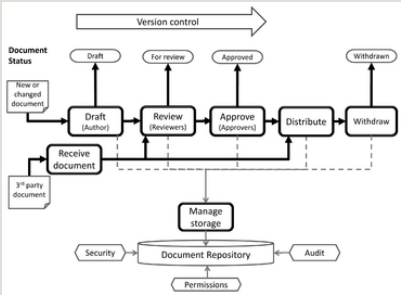 Version control
Document
Status
Draft
For review
Approved
Withdrawn
New or
changed
document
Draft
(Author)
Review
(Reviewers)
Approve
(Approvers)
Distribute
Withdraw
Receive
document
3rd party
document
Manage
storage
Security
Document Repository
Audit
Permissions